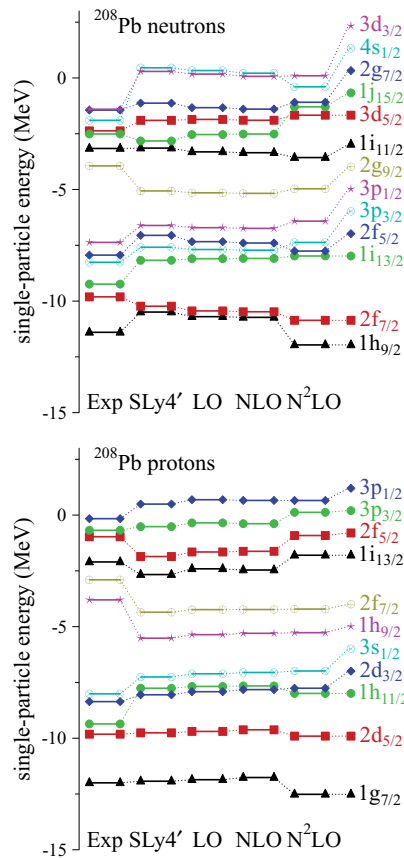 ²⁰⁸Pb neutrons
single-particle energy (MeV)
0
-5
-10
-15
3d₃/₂
4s₁/₂
2g₇/₂
1j₁₅/₂
3d₅/₂
1i₁₁/₂
2g₉/₂
3p₁/₂
3p₃/₂
2f₅/₂
1i₁₃/₂
2f₇/₂
1h₉/₂
Exp SLy4′ LO NLO N²LO
²⁰⁸Pb protons
single-particle energy (MeV)
0
-5
-10
-15
3p₁/₂
3p₃/₂
2f₅/₂
1i₁₃/₂
2f₇/₂
1h₉/₂
3s₁/₂
2d₃/₂
1h₁₁/₂
2d₅/₂
1g₇/₂
Exp SLy4′ LO NLO N²LO